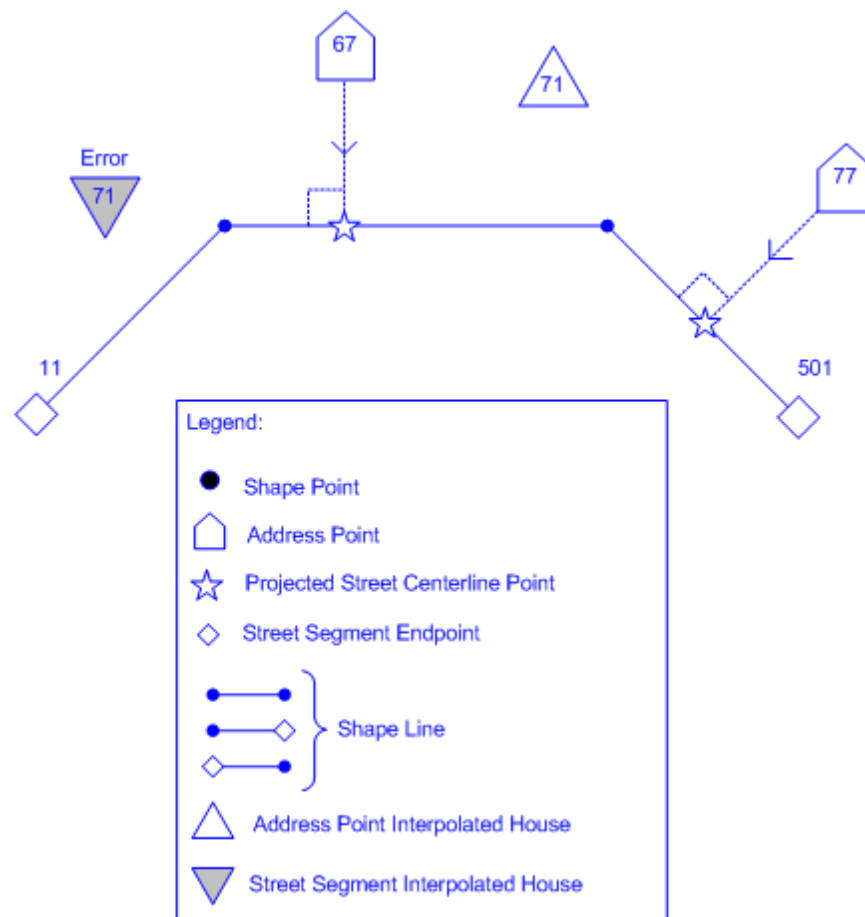 67
71
Error
71
77
11
501
Legend:
Shape Point
Address Point
Projected Street Centerline Point
Street Segment Endpoint
Shape Line
Address Point Interpolated House
Street Segment Interpolated House